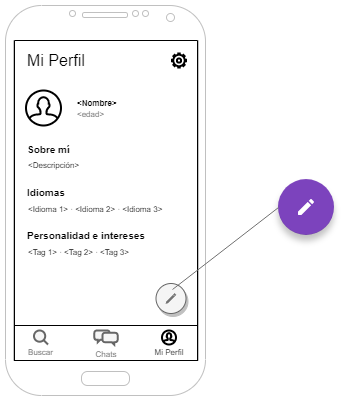 Mi Perfil
<Nombre>
<edad>
Sobre mi
<Descripción>
Idiomas
<Idioma 1> · <Idioma 2> · <Idioma 3>
Personalidad e intereses
<Tag 1> · <Tag 2> · <Tag 3>
Buscar Chats Mi Perfil